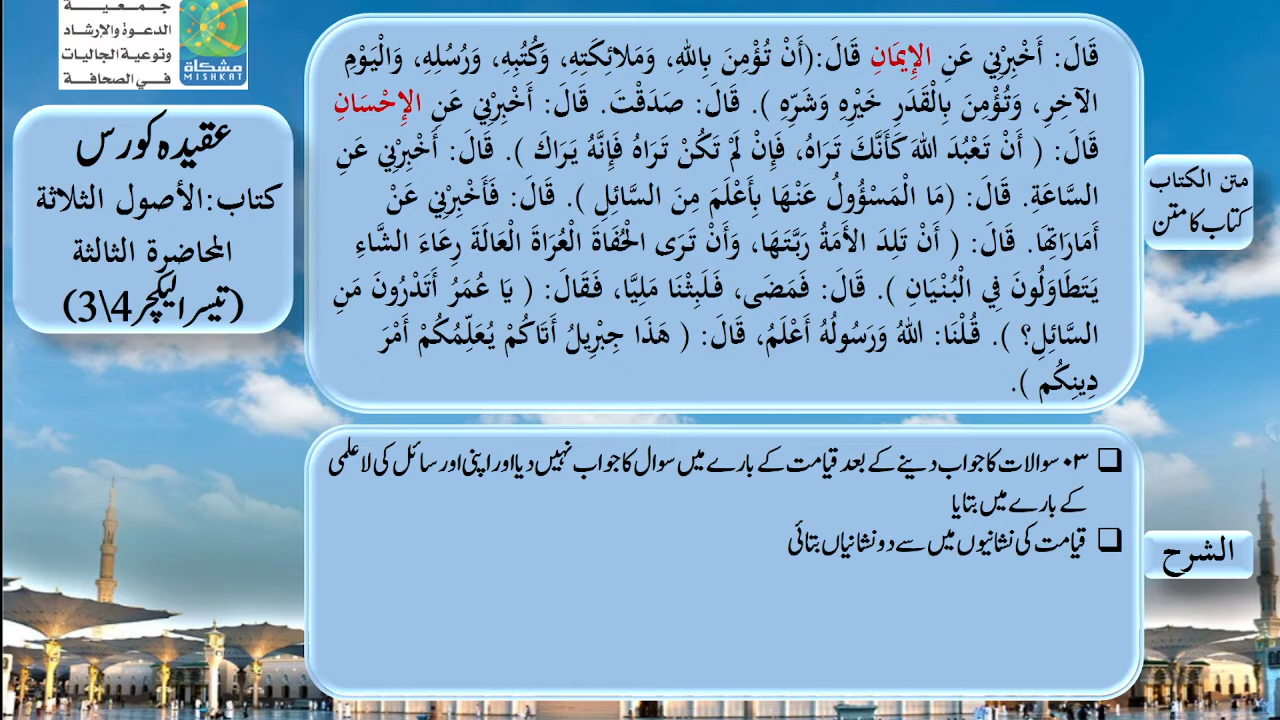 جـمـعـيـة
الدعوة والإرشاد
وتوعية الجاليات
فـي الصحافـة
مشكاة
MISHKAT
عقیدہ کورس
کتاب: الأصول الثلاثة
المحاضرة الثالثة
(تیسرا لیکچر 4\3)
قَالَ: أَخْبِرْنِي عَنِ الإِيمَانِ قَالَ:(أَنْ تُؤْمِنَ بِاللهِ، وَمَلائِكَتِهِ، وَكُتُبِهِ، وَرُسُلِهِ، وَالْيَوْمِ
الآخِرِ، وَتُؤْمِنَ بِالْقَدَرِ خَيْرِهِ وَشَرِّهِ ). قَالَ: صَدَقْتَ. قَالَ: أَخْبِرْنِي عَنِ الإِحْسَانِ
قَالَ: ( أَنْ تَعْبُدَ اللهَ كَأَنَّكَ تَرَاهُ، فَإِنْ لَمْ تَكُنْ تَرَاهُ فَإِنَّهُ يَرَاكَ ). قَالَ: أَخْبِرْنِي عَنِ
السَّاعَةِ. قَالَ: (مَا الْمَسْؤُولُ عَنْهَا بِأَعْلَمَ مِنَ السَّائِلِ ). قَالَ: فَأَخْبِرْنِي عَنْ
أَمَارَاتِهَا. قَالَ: ( أَنْ تَلِدَ الأَمَةُ رَبَّتَهَا، وَأَنْ تَرَى الْحُفَاةَ الْعُرَاةَ الْعَالَةَ رِعَاءَ الشَّاءِ
يَتَطَاوَلُونَ فِي الْبُنْيَانِ ). قَالَ: فَمَضَى، فَلَبِثْنَا مَلِيًّا، فَقَالَ: ( يَا عُمَرُ أَتَدْرُونَ مَنِ
السَّائِلِ؟ ). قُلْنَا: اللهُ وَرَسُولُهُ أَعْلَمُ، قَالَ: ( هَذَا جِبْرِيلُ أَتَاكُمْ يُعَلِّمُكُمْ أَمْرَ
دِينِكُم ).
متن الكتاب
کتاب کا متن
❑ ۰۳ سوالات کا جواب دینے کے بعد قیامت کے بارے میں سوال کا جواب نہیں دیا اور اپنی اور سائل کی لاعلمی
کے بارے میں بتایا
❑ قیامت کی نشانیوں میں سے دو نشانیاں بتائی
الشرح